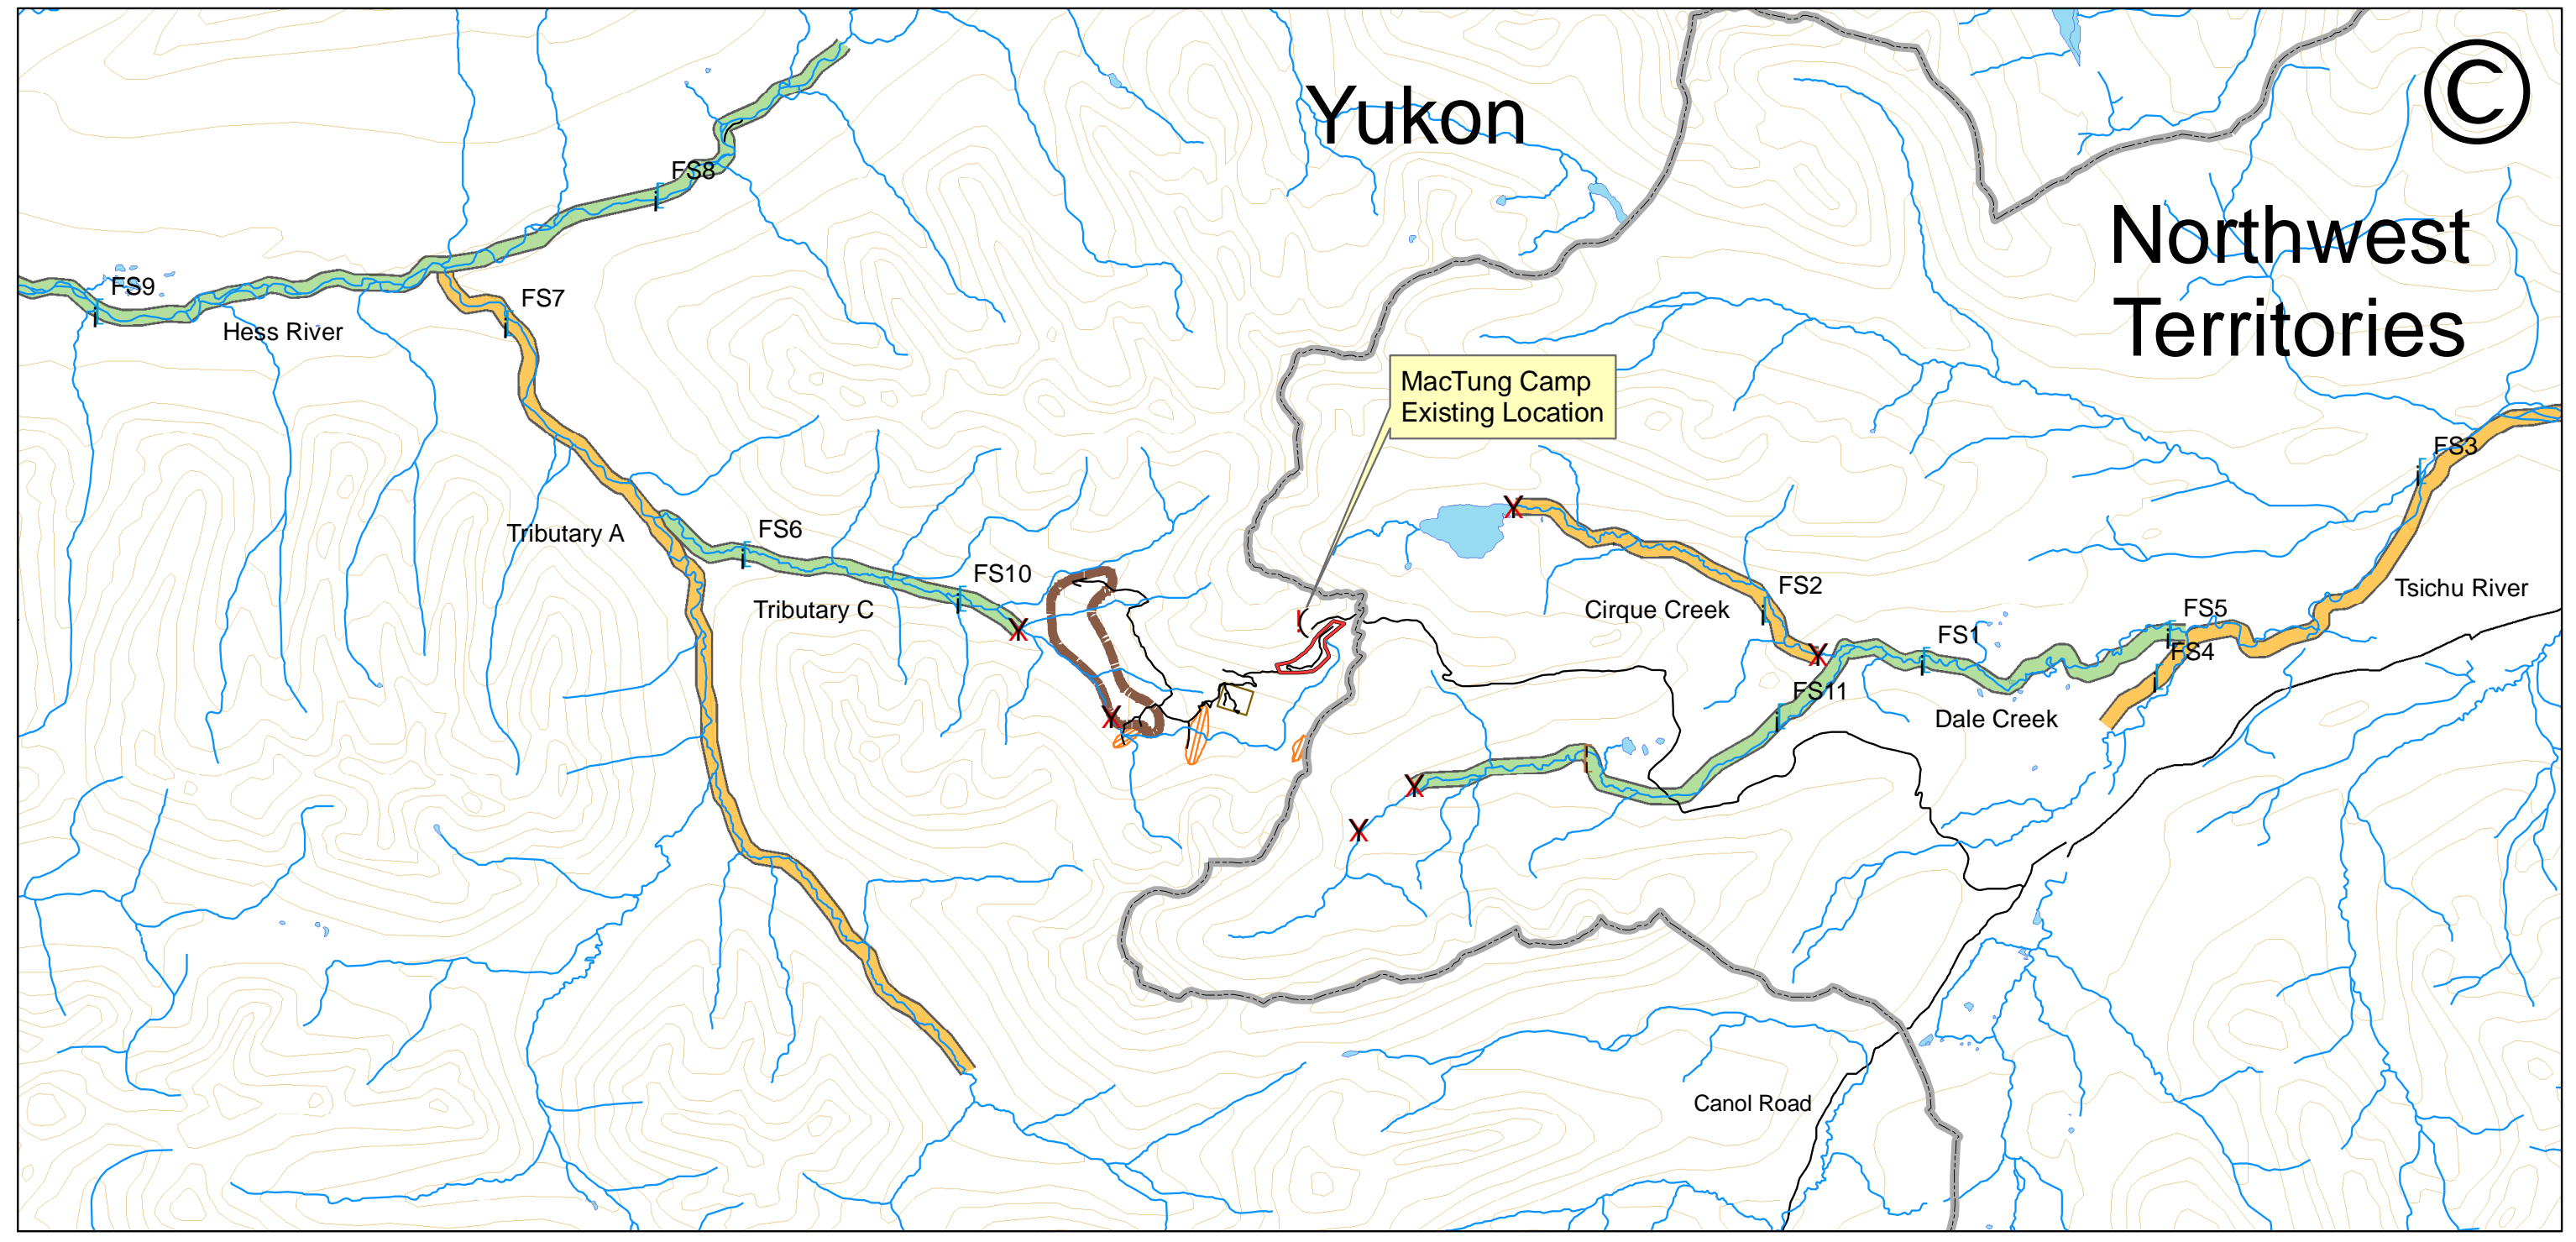 ©
Yukon
FS8
Northwest
Territories
FS9
FS7
Hess River
MacTung Camp
Existing Location
FS3
Tributary A
FS6
FS10
Tributary C
FS2
Cirque Creek
Tsichu River
FS5
FS1
FS4
FS11
Dale Creek
Canol Road